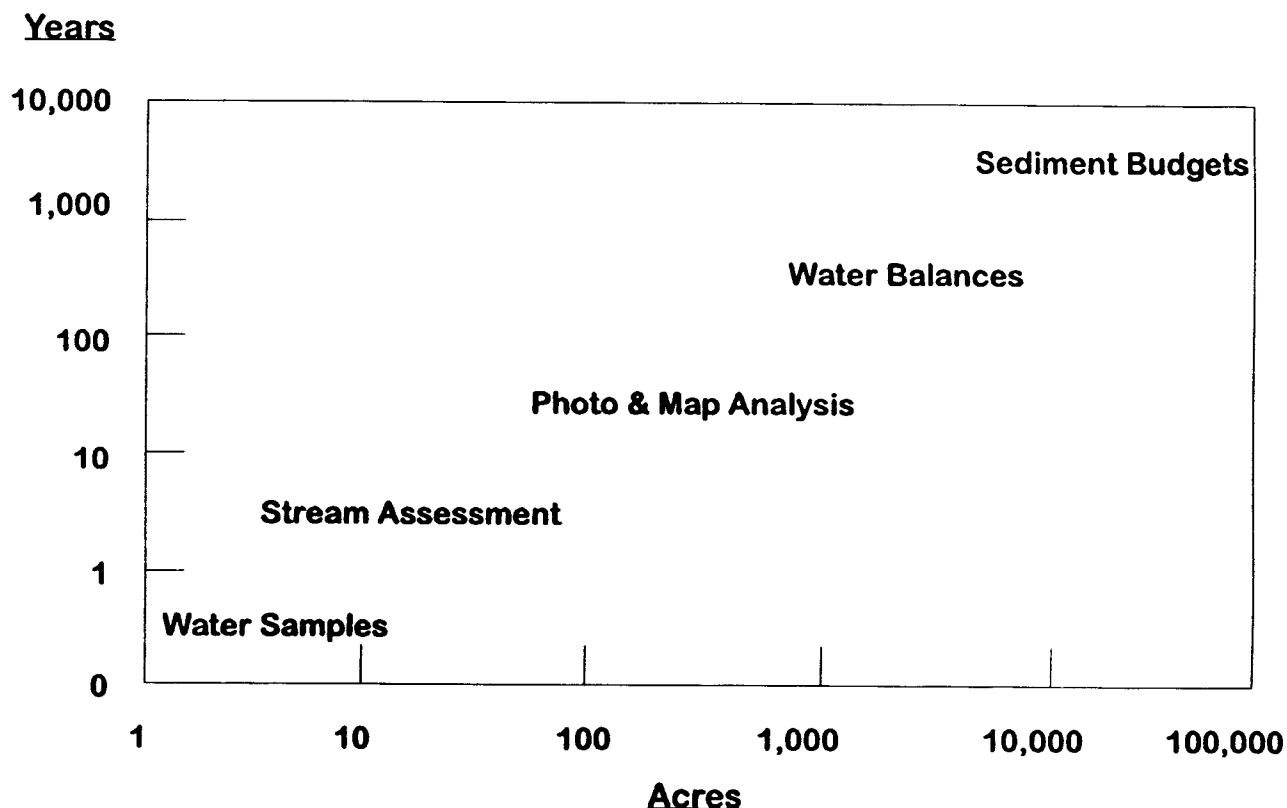 Years
10,000
Sediment Budgets
1,000
Water Balances
100
Photo & Map Analysis
10
Stream Assessment
1
Water Samples
0
1 10 100 1,000 10,000 100,000
Acres